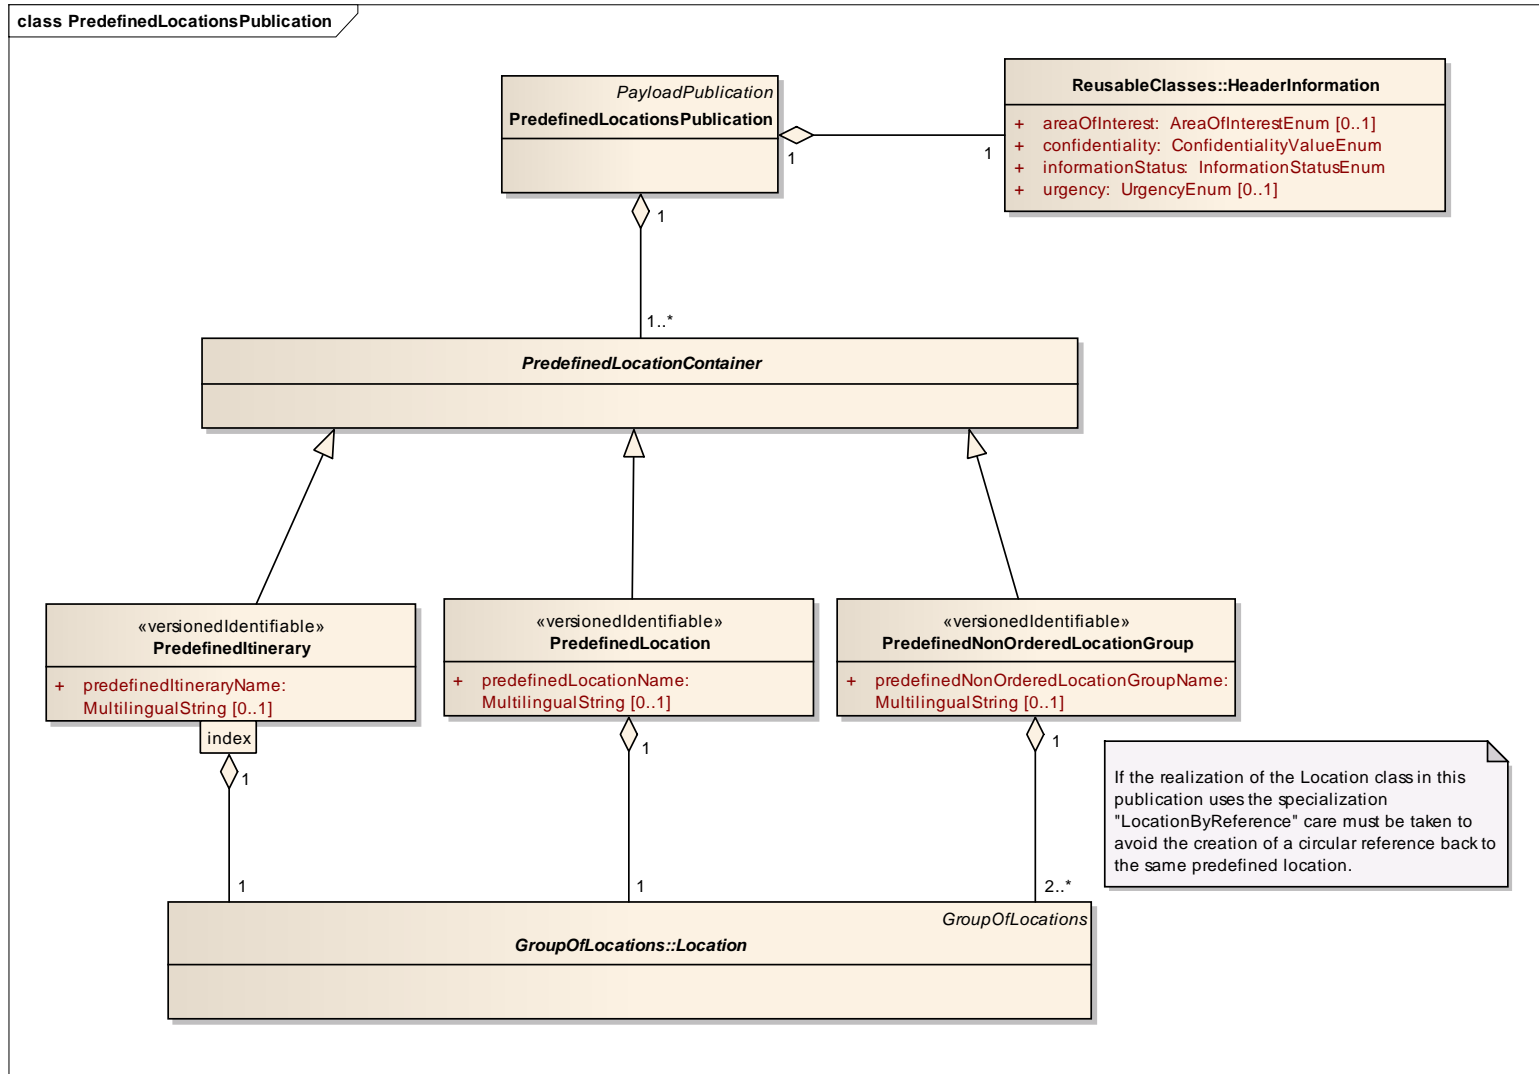 class PredefinedLocationsPublication
PayloadPublication
PredefinedLocationsPublication
1
1
ReusableClasses::HeaderInformation
+ areaOfInterest: AreaOfInterestEnum [0..1]
+ confidentiality: ConfidentialityValueEnum
+ informationStatus: InformationStatusEnum
+ urgency: UrgencyEnum [0..1]
1
1..*
PredefinedLocationContainer
«versionedIdentifiable»
PredefinedItinerary
+ predefinedItineraryName:
MultilingualString [0..1]
index
1
«versionedIdentifiable»
PredefinedLocation
+ predefinedLocationName:
MultilingualString [0..1]
1
«versionedIdentifiable»
PredefinedNonOrderedLocationGroup
+ predefinedNonOrderedLocationGroupName:
MultilingualString [0..1]
1
If the realization of the Location class in this
publication uses the specialization
"LocationByReference" care must be taken to
avoid the creation of a circular reference back to
the same predefined location.
1
1
2..*
GroupOfLocations
GroupOfLocations::Location